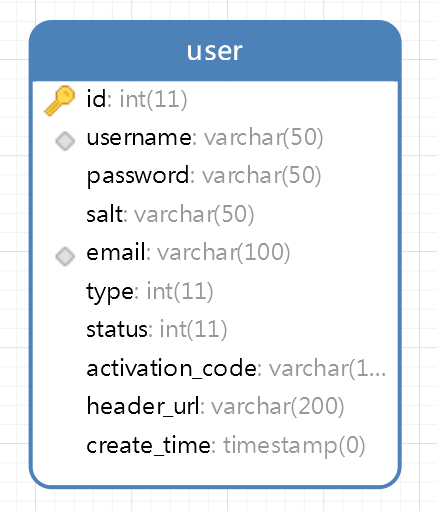 user
id: int(11)
username: varchar(50)
password: varchar(50)
salt: varchar(50)
email: varchar(100)
type: int(11)
status: int(11)
activation_code: varchar(1...
header_url: varchar(200)
create_time: timestamp(0)